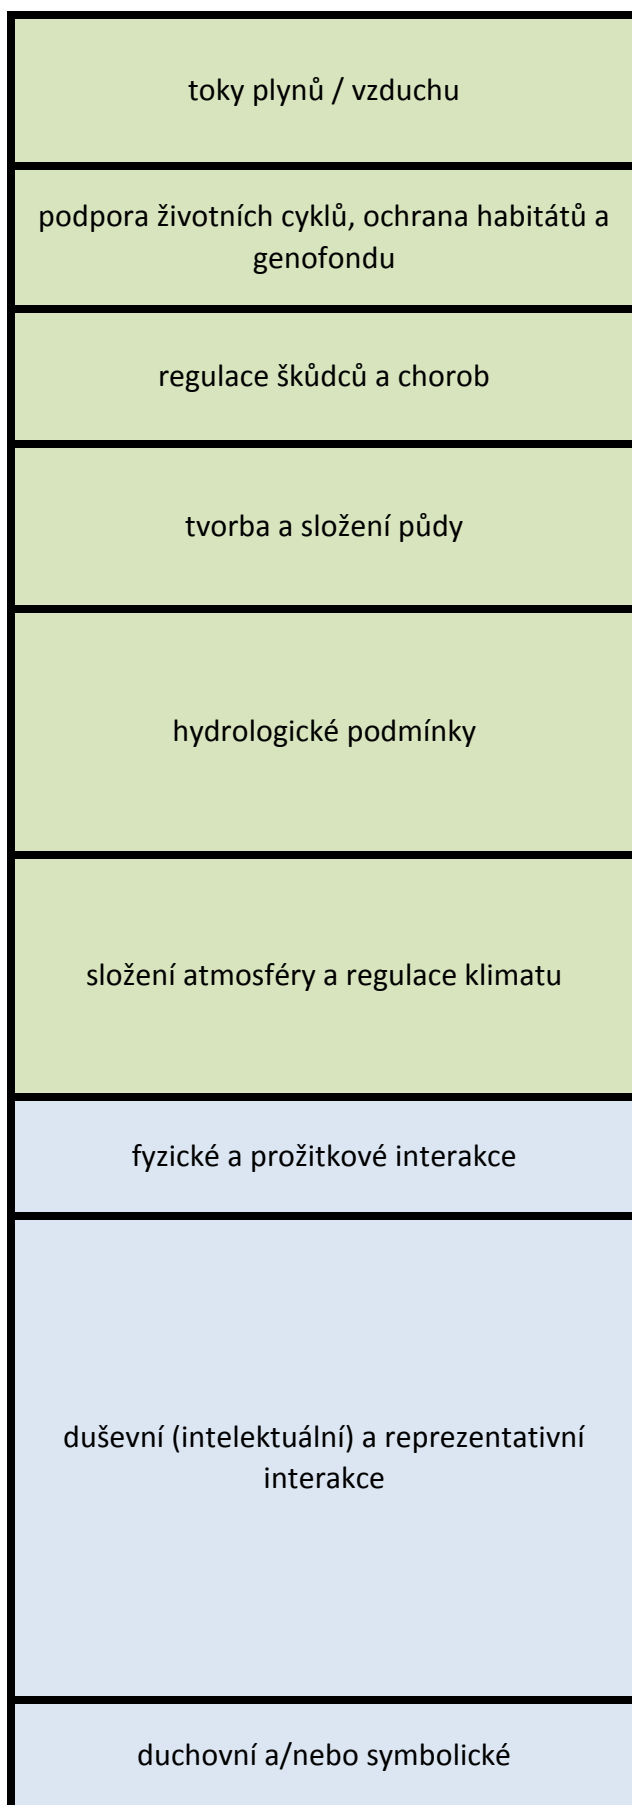 toky plynů / vzduchu
podpora životních cyklů, ochrana habitátů a
genofondu
regulace škůdců a chorob
tvorba a složení půdy
hydrologické podmínky
složení atmosféry a regulace klimatu
fyzické a prožitkové interakce
duševní (intelektuální) a reprezentativní
interakce
duchovní a/nebo symbolické